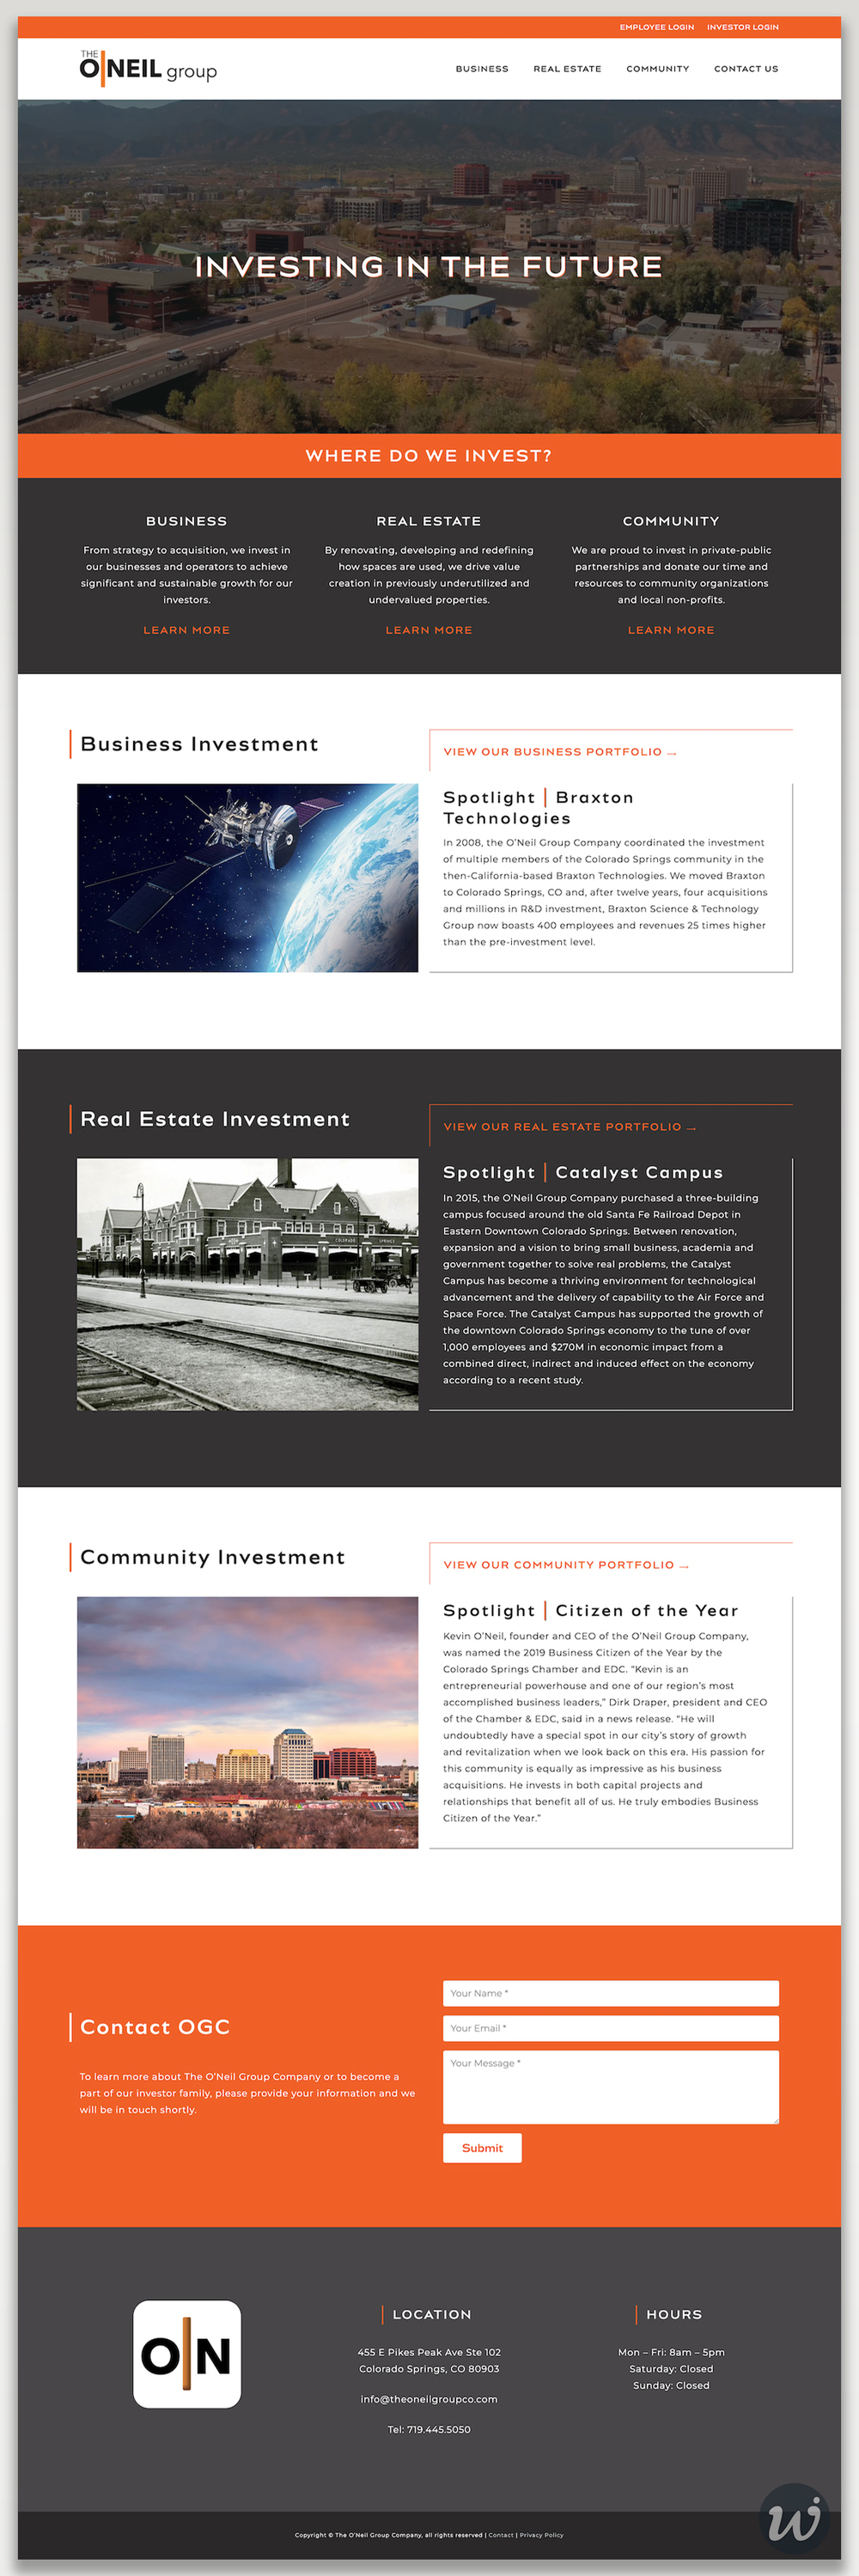 EMPLOYEE LOGIN INVESTOR LOGIN
THE
O|NEIL group
BUSINESS REAL ESTATE COMMUNITY CONTACT US
INVESTING IN THE FUTURE
WHERE DO WE INVEST?
BUSINESS
From strategy to acquisition, we invest in
our businesses and operators to achieve
significant and sustainable growth for our
investors.
LEARN MORE
REAL ESTATE
By renovating, developing and redefining
how spaces are used, we drive value
creation in previously underutilized and
undervalued properties.
LEARN MORE
COMMUNITY
We are proud to invest in private-public
partnerships and donate our time and
resources to community organizations
and local non-profits.
LEARN MORE
Business Investment
VIEW OUR BUSINESS PORTFOLIO →
Spotlight | Braxton
Technologies
In 2008, the O'Neil Group Company coordinated the investment
of multiple members of the Colorado Springs community in the
then-California-based Braxton Technologies. We moved Braxton
to Colorado Springs, CO and, after twelve years, four acquisitions
and millions in R&D investment, Braxton Science & Technology
Group now boasts 400 employees and revenues 25 times higher
than the pre-investment level.
Real Estate Investment
VIEW OUR REAL ESTATE PORTFOLIO →
COLORADO SPRINGS
Spotlight | Catalyst Campus
In 2015, the O'Neil Group Company purchased a three-building
campus focused around the old Santa Fe Railroad Depot in
Eastern Downtown Colorado Springs. Between renovation,
expansion and a vision to bring small business, academia and
government together to solve real problems, the Catalyst
Campus has become a thriving environment for technological
advancement and the delivery of capability to the Air Force and
Space Force. The Catalyst Campus has supported the growth of
the downtown Colorado Springs economy to the tune of over
1,000 employees and $270M in economic impact from a
combined direct, indirect and induced effect on the economy
according to a recent study.
Community Investment
VIEW OUR COMMUNITY PORTFOLIO →
Spotlight | Citizen of the Year
Kevin O'Neil, founder and CEO of the O'Neil Group Company,
was named the 2019 Business Citizen of the Year by the
Colorado Springs Chamber and EDC. “Kevin is an
entrepreneurial powerhouse and one of our region's most
accomplished business leaders,” Dirk Draper, president and CEO
of the Chamber & EDC, said in a news release. “He will
undoubtedly have a special spot in our city's story of growth
and revitalization when we look back on this era. His passion for
this community is equally as impressive as his business
acquisitions. He invests in both capital projects and
relationships that benefit all of us. He truly embodies Business
Citizen of the Year.”
Contact OGC
To learn more about The O'Neil Group Company or to become a
part of our investor family, please provide your information and we
will be in touch shortly.
Your Name *
Your Email *
Your Message *
Submit
O|N
LOCATION
455 E Pikes Peak Ave Ste 102
Colorado Springs, CO 80903
info@theoneilgroupco.com
Tel: 719.445.5050
HOURS
Mon – Fri: 8am – 5pm
Saturday: Closed
Sunday: Closed
Copyright © The O'Neil Group Company, all rights reserved | Contact | Privacy Policy
w